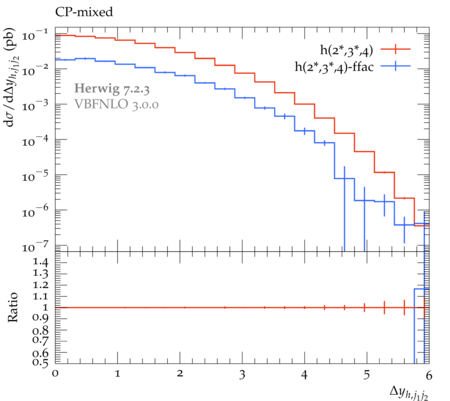 CP-mixed
dσ/dΔy_{h,j₁j₂} (pb)
h(2*,3*,4)
h(2*,3*,4)-ffac
Herwig 7.2.3
VBFNLO 3.0.0
10⁻¹
10⁻²
10⁻³
10⁻⁴
10⁻⁵
10⁻⁶
10⁻⁷
Ratio
1.4
1.3
1.2
1.1
1
0.9
0.8
0.7
0.6
0.5
0 1 2 3 4 5 6
Δy_{h,j₁j₂}